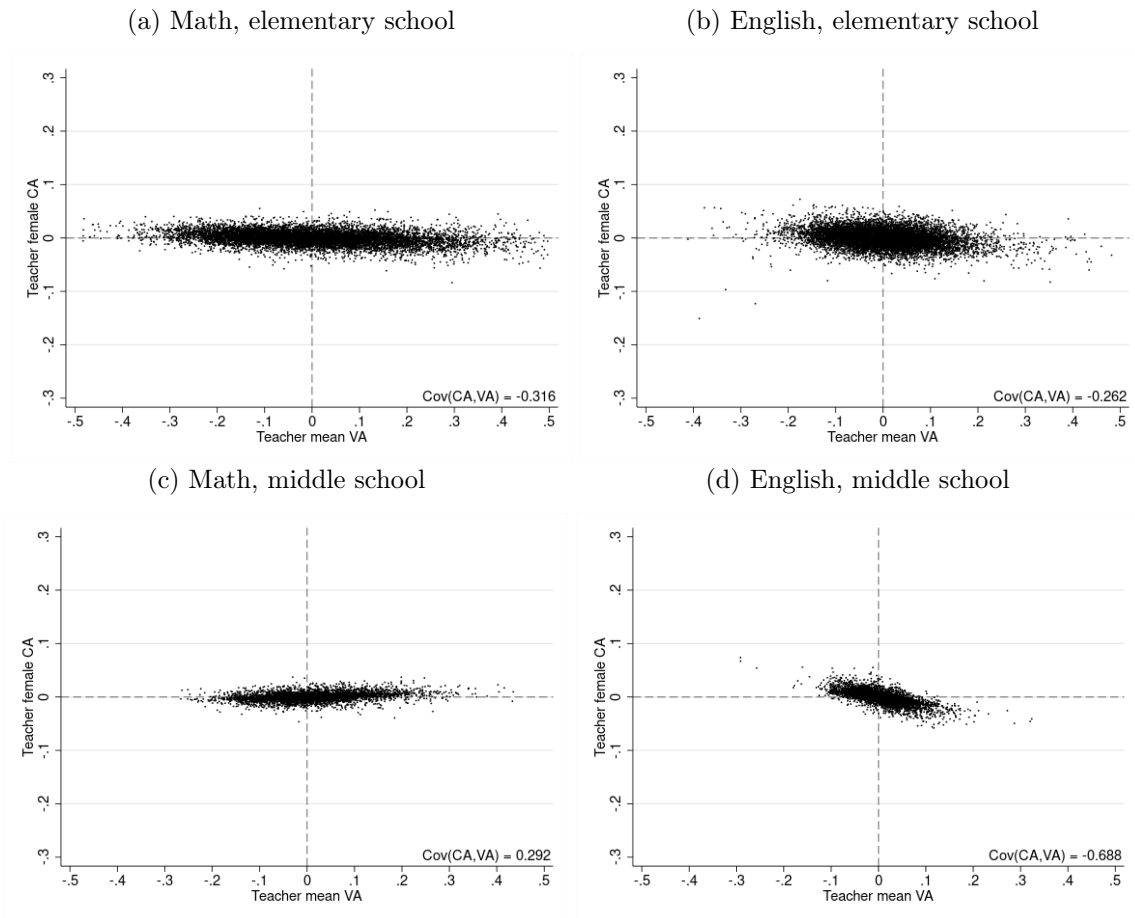 (a) Math, elementary school
.3
.2
.1
0
-.1
-.2
-.3
Teacher female CA
Cov(CA,VA) = -0.316
-.5 -.4 -.3 -.2 -.1 0 .1 .2 .3 .4 .5
Teacher mean VA
(b) English, elementary school
.3
.2
.1
0
-.1
-.2
-.3
Teacher female CA
Cov(CA,VA) = -0.262
-.5 -.4 -.3 -.2 -.1 0 .1 .2 .3 .4 .5
Teacher mean VA
(c) Math, middle school
.3
.2
.1
0
-.1
-.2
-.3
Teacher female CA
Cov(CA,VA) = 0.292
-.5 -.4 -.3 -.2 -.1 0 .1 .2 .3 .4 .5
Teacher mean VA
(d) English, middle school
.3
.2
.1
0
-.1
-.2
-.3
Teacher female CA
Cov(CA,VA) = -0.688
-.5 -.4 -.3 -.2 -.1 0 .1 .2 .3 .4 .5
Teacher mean VA